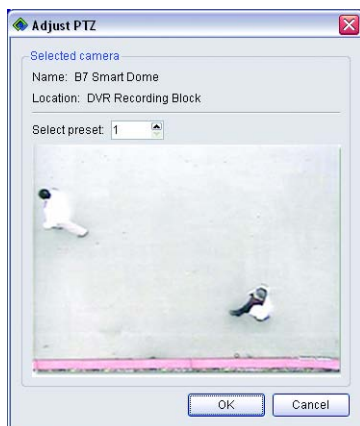 Adjust PTZ
Selected camera
Name: B7 Smart Dome
Location: DVR Recording Block
Select preset: 1
OK Cancel